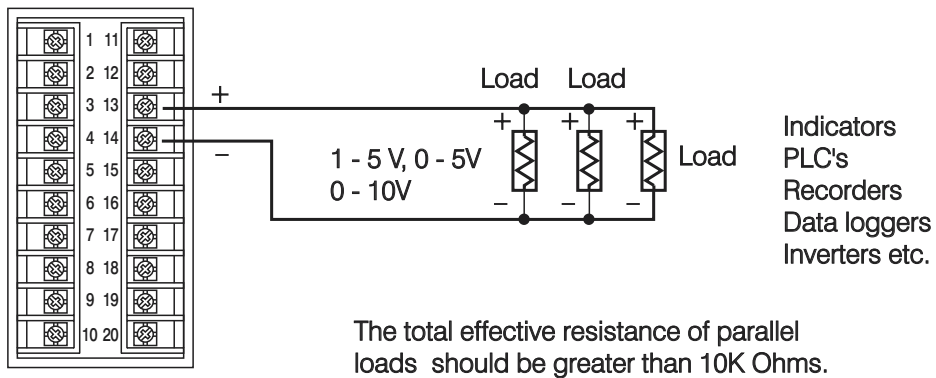 1 11
2 12
3 13
4 14
5 15
6 16
7 17
8 18
9 19
10 20
+
–
Load Load
+ + +
1 - 5 V, 0 - 5V
0 - 10V
Load
– – –
Indicators
PLC's
Recorders
Data loggers
Inverters etc.
The total effective resistance of parallel
loads should be greater than 10K Ohms.